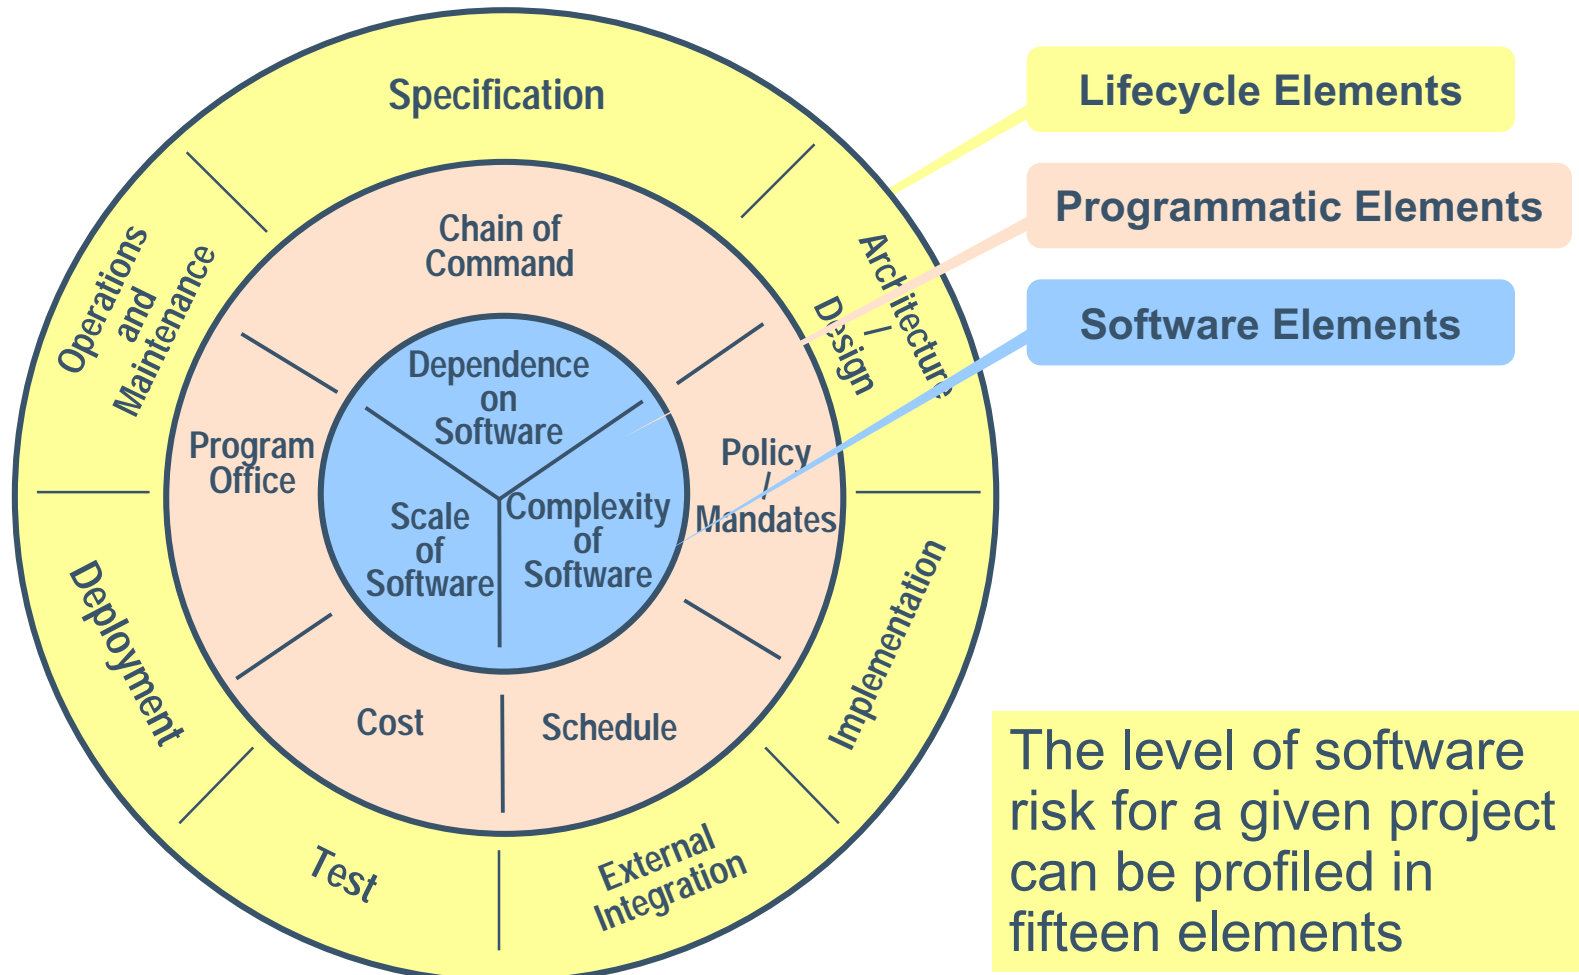 Specification
Architecture
/
Design
Implementation
External
Integration
Test
Deployment
Operations
and
Maintenance
Chain of
Command
Policy
/
Mandates
Schedule
Cost
Program
Office
Dependence
on
Software
Complexity
of
Software
Scale
of
Software
Lifecycle Elements
Programmatic Elements
Software Elements
The level of software
risk for a given project
can be profiled in
fifteen elements